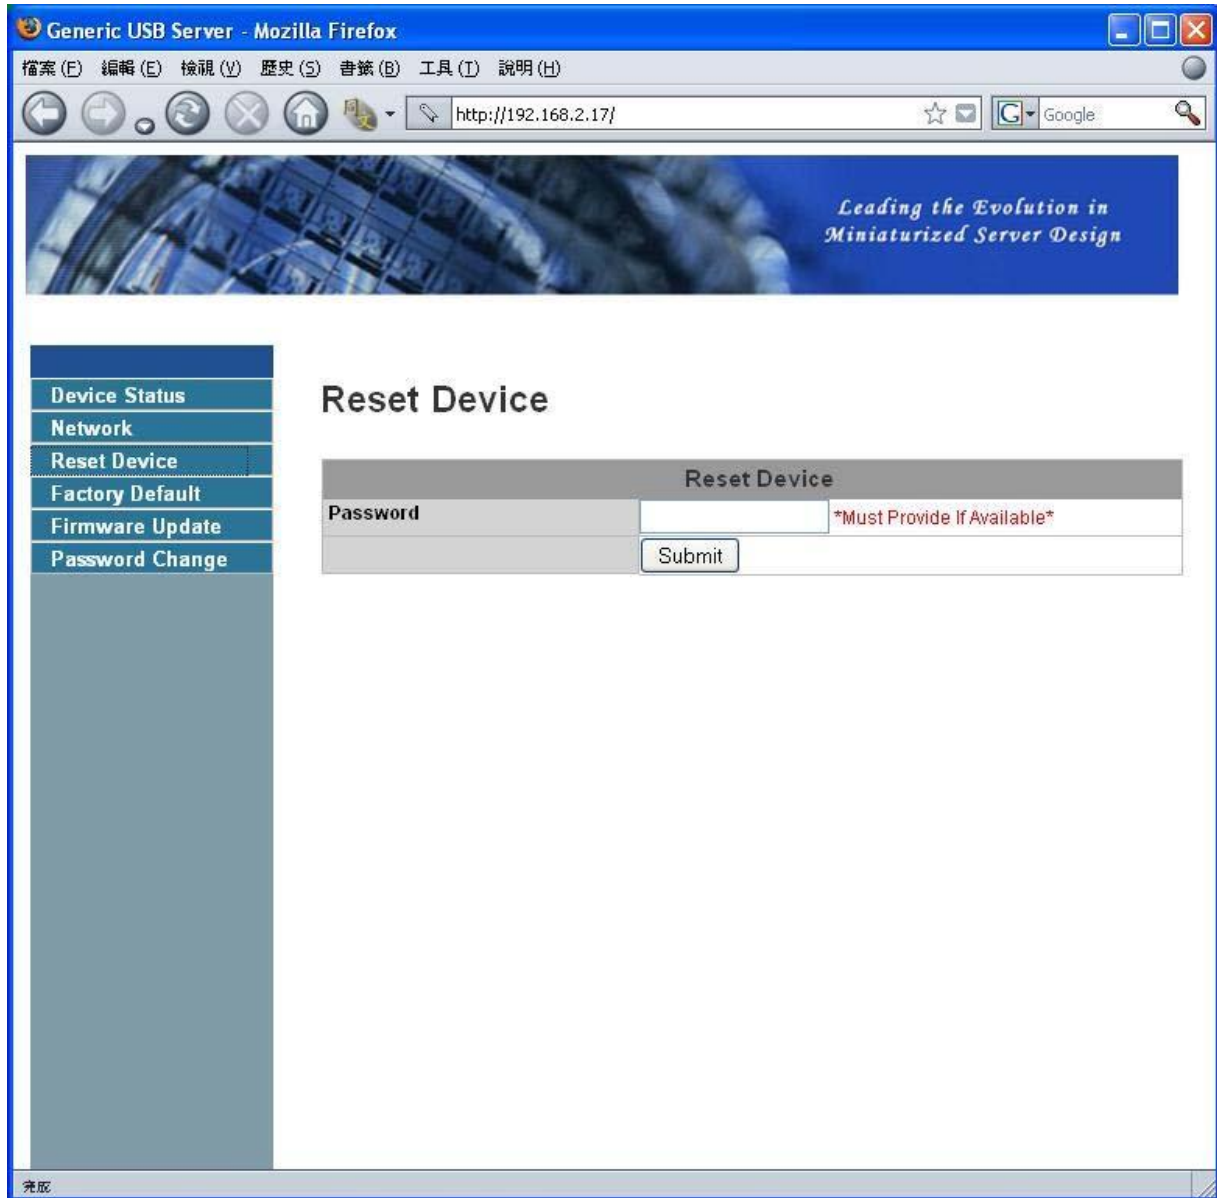 Generic USB Server - Mozilla Firefox
檔案(F) 編輯(E) 檢視(V) 歷史(S) 書籤(B) 工具(T) 說明(H)
http://192.168.2.17/ G Google
Leading the Evolution in
Miniaturized Server Design
Device Status
Network
Reset Device
Factory Default
Firmware Update
Password Change
Reset Device
Reset Device
Password *Must Provide If Available*
Submit
完成